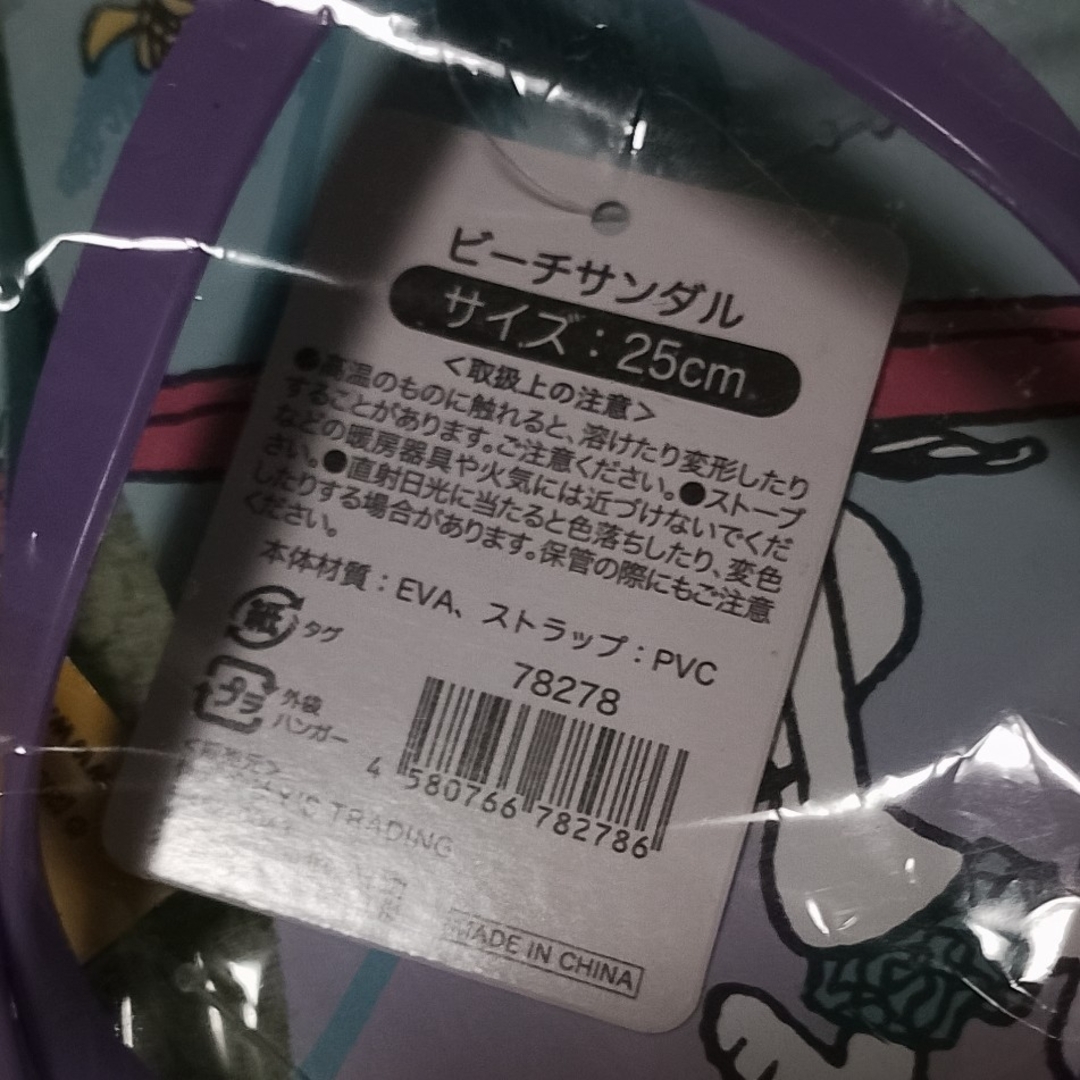 ビーチサンダル
サイズ：25cm
＜取扱上の注意＞
●高温のものに触れると、溶けたり変形したり
することがあります。ご注意ください。●ストーブ
などの暖房器具や火気には近づけないでくだ
さい。●直射日光に当たると色落ちしたり、変色
したりする場合があります。保管の際にもご注意
ください。
本体材質：EVA、ストラップ：PVC
紙 タグ
78278
プラ 外袋
ハンガー
4 580766 782786
TRADING
MADE IN CHINA